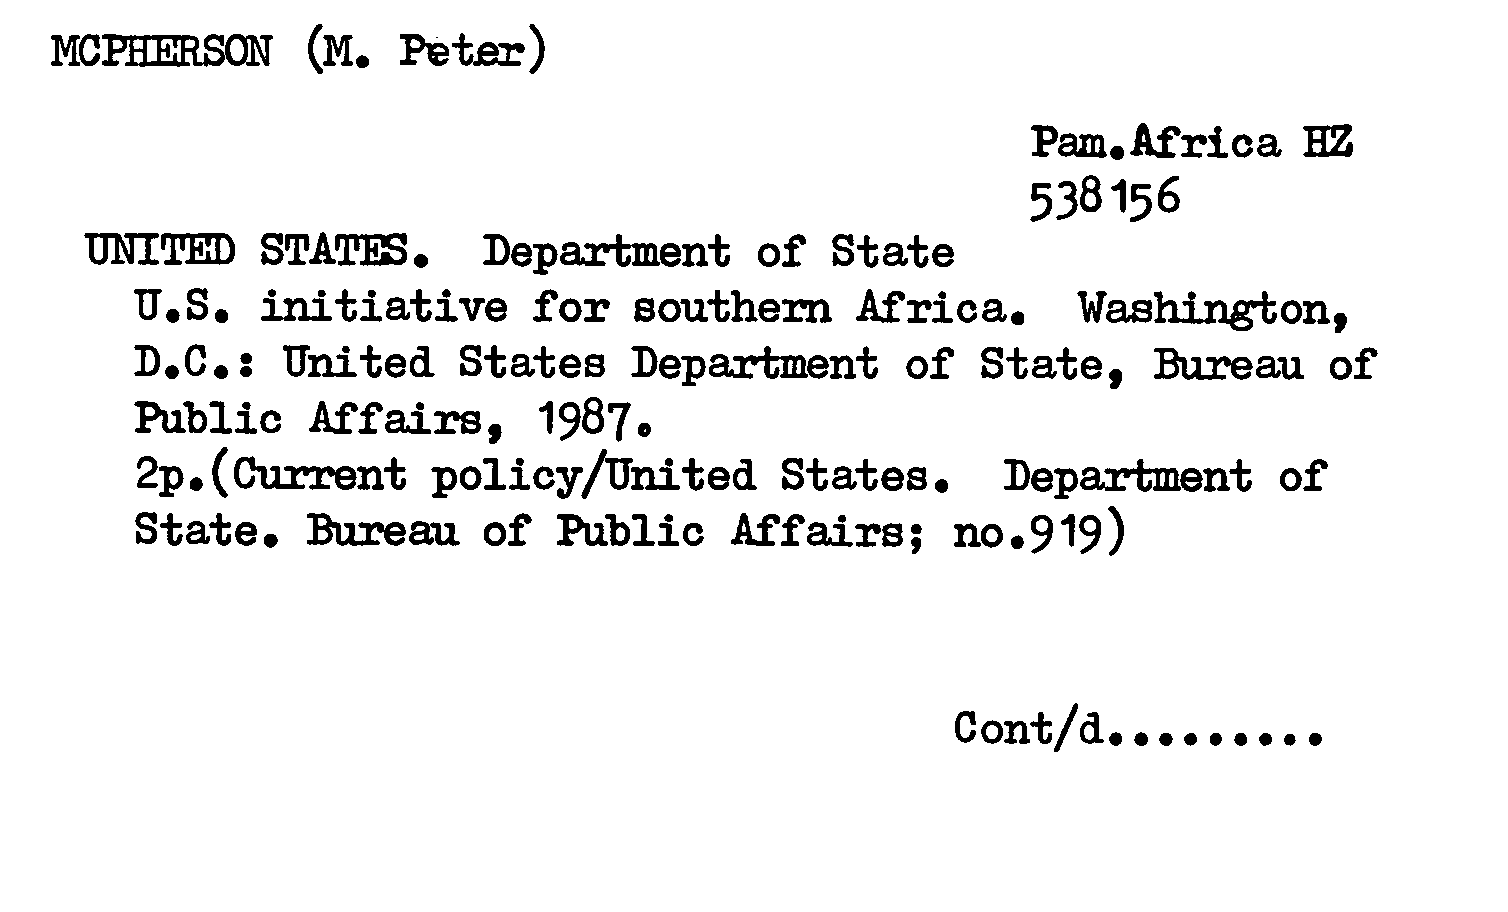 MCPHERSON (M. Peter)
Pam.Africa HZ
538156
UNITED STATES. Department of State
U.S. initiative for southern Africa. Washington,
D.C.: United States Department of State, Bureau of
Public Affairs, 1987.
2p.(Current policy/United States. Department of
State. Bureau of Public Affairs; no.919)
Cont/d.........